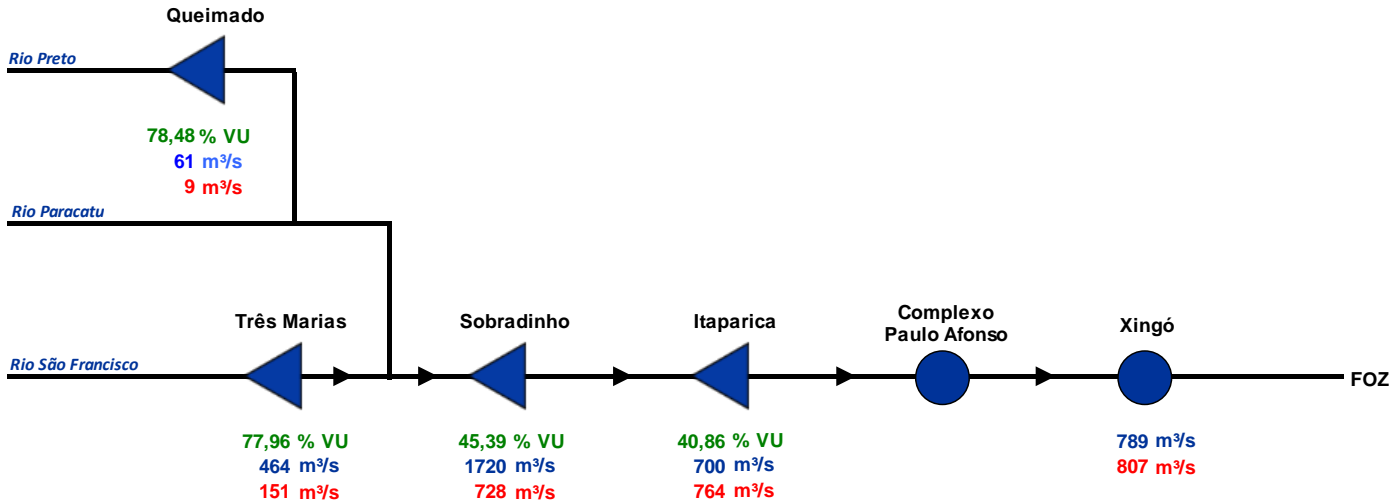 Queimado
Rio Preto
78,48 % VU
61 m³/s
9 m³/s
Rio Paracatu
Três Marias
Sobradinho
Itaparica
Complexo
Paulo Afonso
Xingó
Rio São Francisco
FOZ
77,96 % VU
464 m³/s
151 m³/s
45,39 % VU
1720 m³/s
728 m³/s
40,86 % VU
700 m³/s
764 m³/s
789 m³/s
807 m³/s